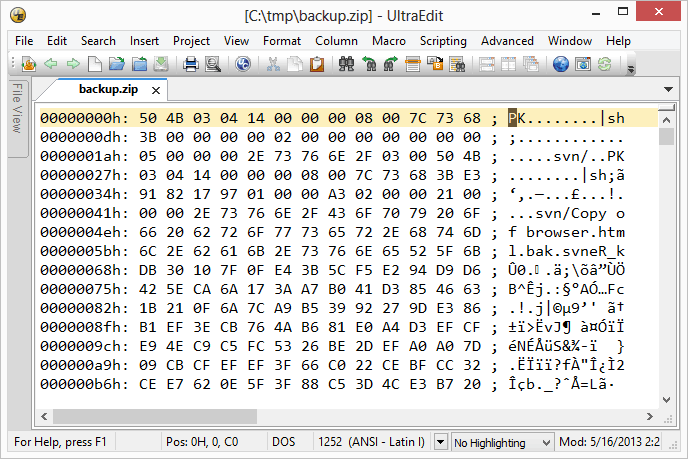 [C:\tmp\backup.zip] - UltraEdit
File Edit Search Insert Project View Format Column Macro Scripting Advanced Window Help
File View
backup.zip
00000000h: 50 4B 03 04 14 00 00 00 08 00 7C 73 68 ; PK........|sh
0000000dh: 3B 00 00 00 00 02 00 00 00 00 00 00 00 ; ;............
0000001ah: 05 00 00 00 2E 73 76 6E 2F 03 00 50 4B ; .....svn/..PK
00000027h: 03 04 14 00 00 00 08 00 7C 73 68 3B E3 ; ........|sh;ã
00000034h: 91 82 17 97 01 00 00 A3 02 00 00 21 00 ; ‘‚.—...£...!.
00000041h: 00 00 2E 73 76 6E 2F 43 6F 70 79 20 6F ; ...svn/Copy o
0000004eh: 66 20 62 72 6F 77 73 65 72 2E 68 74 6D ; f browser.htm
0000005bh: 6C 2E 62 61 6B 2E 73 76 6E 65 52 5F 6B ; l.bak.svneR_k
00000068h: DB 30 10 7F 0F E4 3B 5C F5 E2 94 D9 D6 ; Û0...ä;\õâ”ÙÖ
00000075h: 42 5E CA 6A 17 3A A7 B0 41 D3 85 46 63 ; B^Êj.:§°AÓ…Fc
00000082h: 1B 21 0F 6A 7C A9 B5 39 92 27 9D E3 86 ; .!.j|©µ9’' ã†
0000008fh: B1 EF 3E CB 76 4A B6 81 E0 A4 D3 EF CF ; ±ï>ËvJ¶ à¤ÓïÏ
0000009ch: E9 4E C9 C5 FC 53 26 BE 2D EF A0 A0 7D ; éNÉÅüS&¾-ï  }
000000a9h: 09 CB CF EF EF 3F 66 C0 22 CE BF CC 32 ; .ËÏïï?fÀ"Î¿Ì2
000000b6h: CE E7 62 0E 5F 3F 88 C5 3D 4C E3 B7 20 ; Îçb._?ˆÅ=Lã·
For Help, press F1 Pos: 0H, 0, C0 DOS 1252 (ANSI - Latin I) No Highlighting Mod: 5/16/2013 2:2